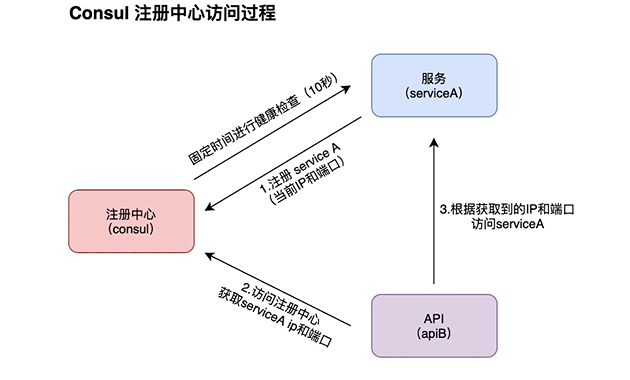 Consul 注册中心访问过程
服务
(serviceA)
固定时间进行健康检查（10秒）
1.注册 service A
（当前IP和端口）
注册中心
(consul)
3.根据获取到的IP和端口
访问serviceA
2.访问注册中心
获取serviceA ip和端口
API
(apiB)